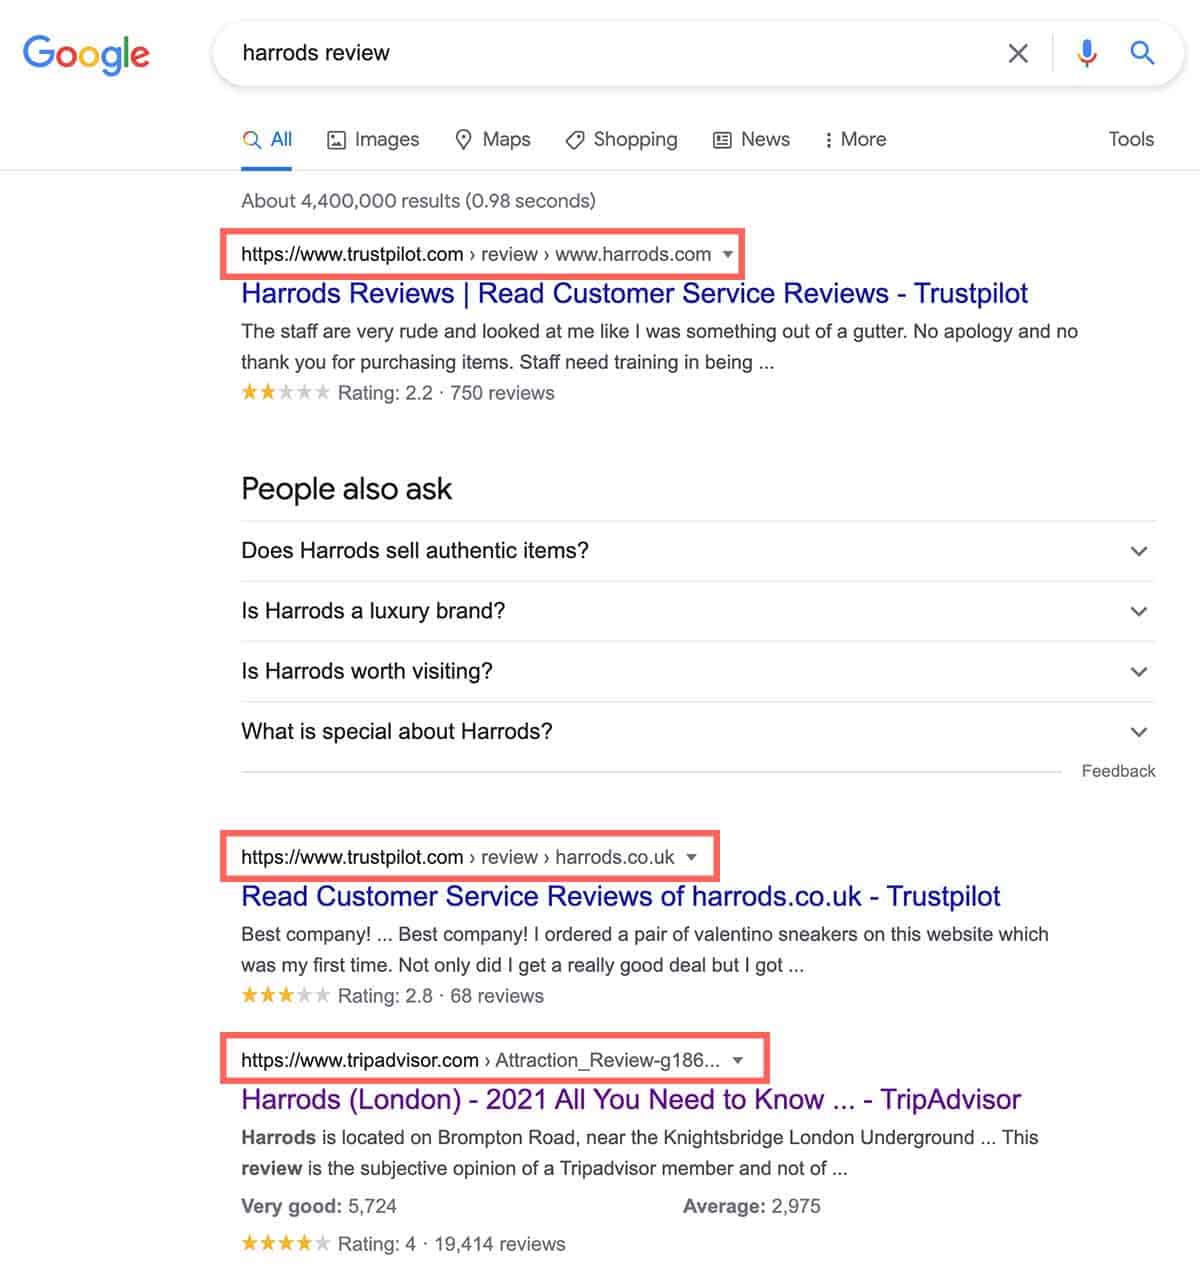 Google
harrods review
All Images Maps Shopping News More Tools
About 4,400,000 results (0.98 seconds)
https://www.trustpilot.com › review › www.harrods.com
Harrods Reviews | Read Customer Service Reviews - Trustpilot
The staff are very rude and looked at me like I was something out of a gutter. No apology and no
thank you for purchasing items. Staff need training in being ...
Rating: 2.2 · 750 reviews
People also ask
Does Harrods sell authentic items?
Is Harrods a luxury brand?
Is Harrods worth visiting?
What is special about Harrods?
Feedback
https://www.trustpilot.com › review › harrods.co.uk
Read Customer Service Reviews of harrods.co.uk - Trustpilot
Best company! ... Best company! I ordered a pair of valentino sneakers on this website which
was my first time. Not only did I get a really good deal but I got ...
Rating: 2.8 · 68 reviews
https://www.tripadvisor.com › Attraction_Review-g186...
Harrods (London) - 2021 All You Need to Know ... - TripAdvisor
Harrods is located on Brompton Road, near the Knightsbridge London Underground ... This
review is the subjective opinion of a Tripadvisor member and not of ...
Very good: 5,724 Average: 2,975
Rating: 4 · 19,414 reviews